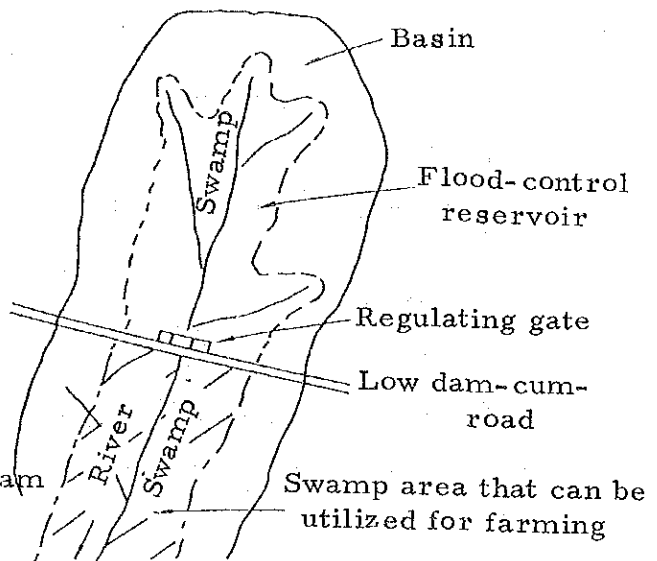 Basin
Swamp
Flood-control
reservoir
Regulating gate
Low dam-cum-
road
River
Swamp
am
Swamp area that can be
utilized for farming